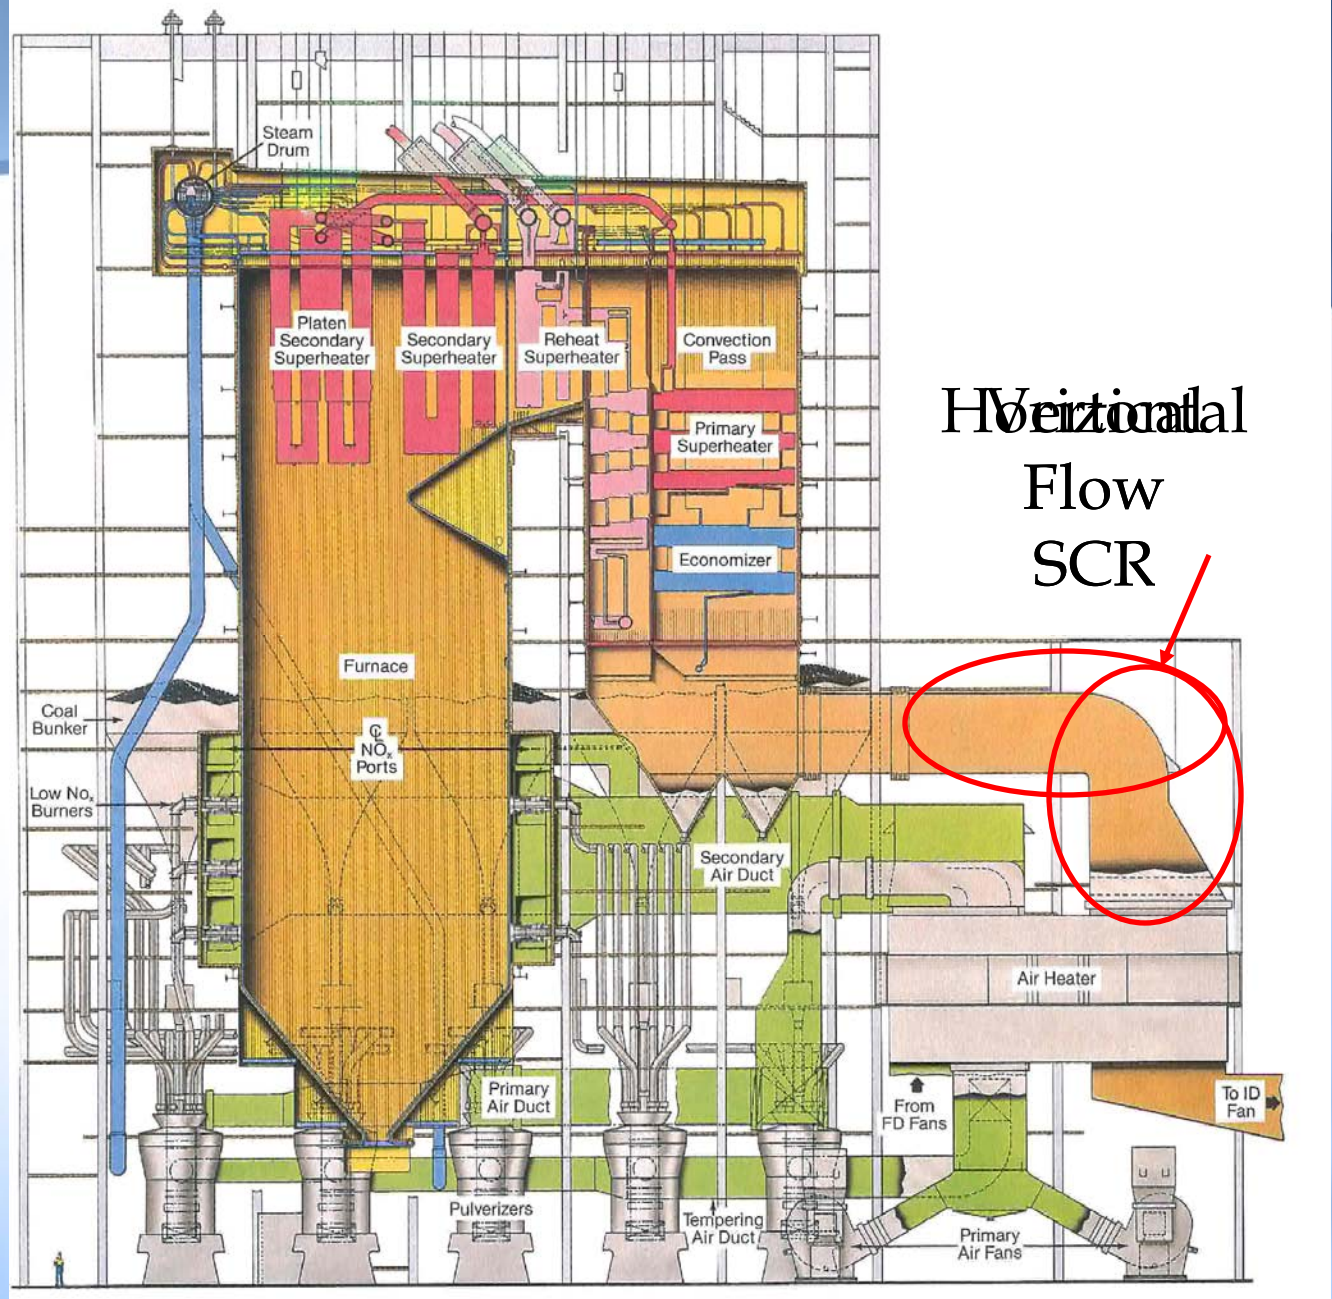 Steam
Drum
Platen
Secondary
Superheater
Secondary
Superheater
Reheat
Superheater
Convection
Pass
Horizontal
Vertical
Flow
SCR
Primary
Superheater
Economizer
Furnace
Coal
Bunker
℄
NOx
Ports
Low Nox
Burners
Secondary
Air Duct
Air Heater
Primary
Air Duct
From
FD Fans
To ID
Fan
Pulverizers
Tempering
Air Duct
Primary
Air Fans